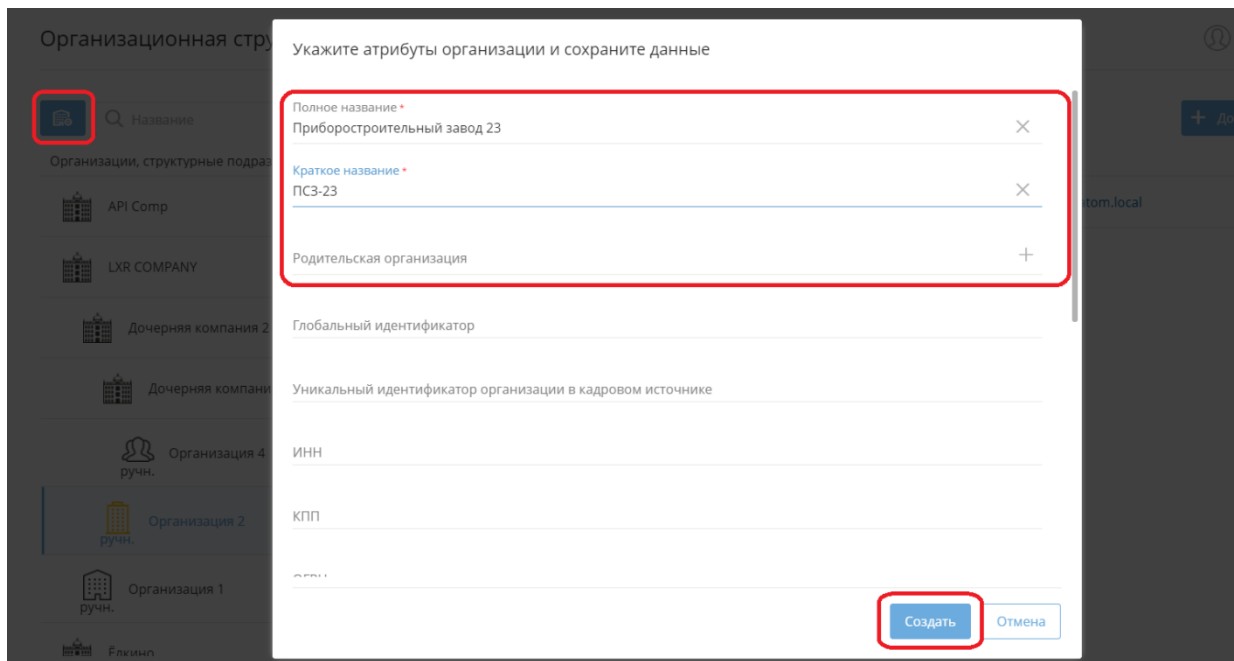 Организационная стру
Укажите атрибуты организации и сохраните данные
Название
Полное название *
Приборостроительный завод 23
Организации, структурные подраз
Краткое название *
ПСЗ-23
API Comp
tom.local
Родительская организация
LXR COMPANY
Глобальный идентификатор
Дочерняя компания 2
Уникальный идентификатор организации в кадровом источнике
Дочерняя компани
ИНН
Организация 4
ручн.
КПП
Организация 2
ручн.
Организация 1
ручн.
Создать
Отмена
Ёлкино